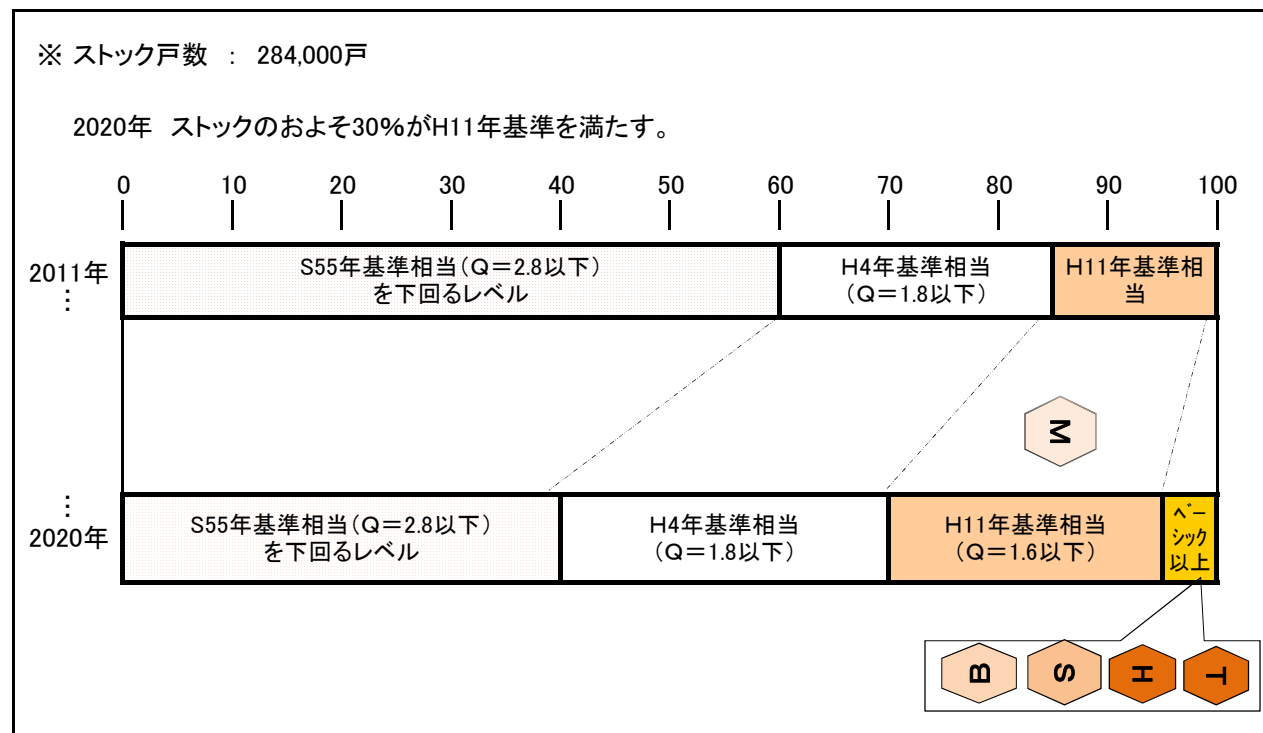 ※ ストック戸数 ： 284,000戸
2020年 ストックのおよそ30%がH11年基準を満たす。
0 10 20 30 40 50 60 70 80 90 100
2011年
⋮
S55年基準相当(Q=2.8以下)
を下回るレベル
H4年基準相当
(Q=1.8以下)
H11年基準相
当
M
⋮
2020年
S55年基準相当(Q=2.8以下)
を下回るレベル
H4年基準相当
(Q=1.8以下)
H11年基準相当
(Q=1.6以下)
ﾍﾞｰ
ｼｯｸ
以上
B S H T